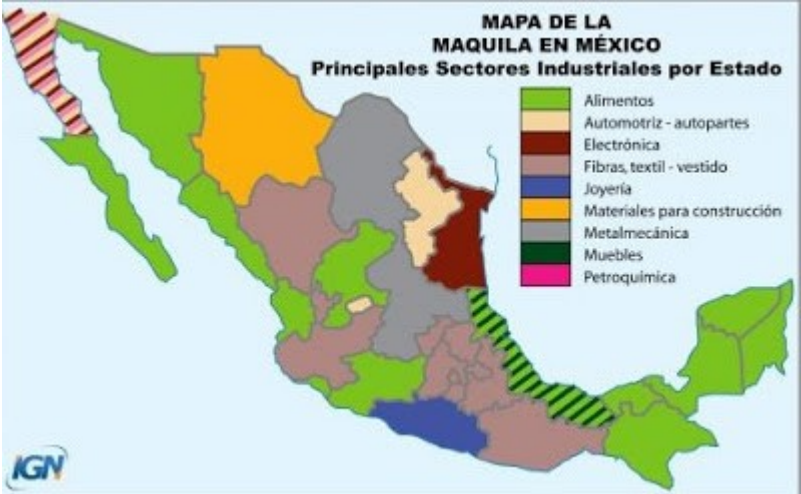 MAPA DE LA
MAQUILA EN MÉXICO
Principales Sectores Industriales por Estado
Alimentos
Automotriz - autopartes
Electrónica
Fibras, textil - vestido
Joyería
Materiales para construcción
Metalmecánica
Muebles
Petroquímica
IGN